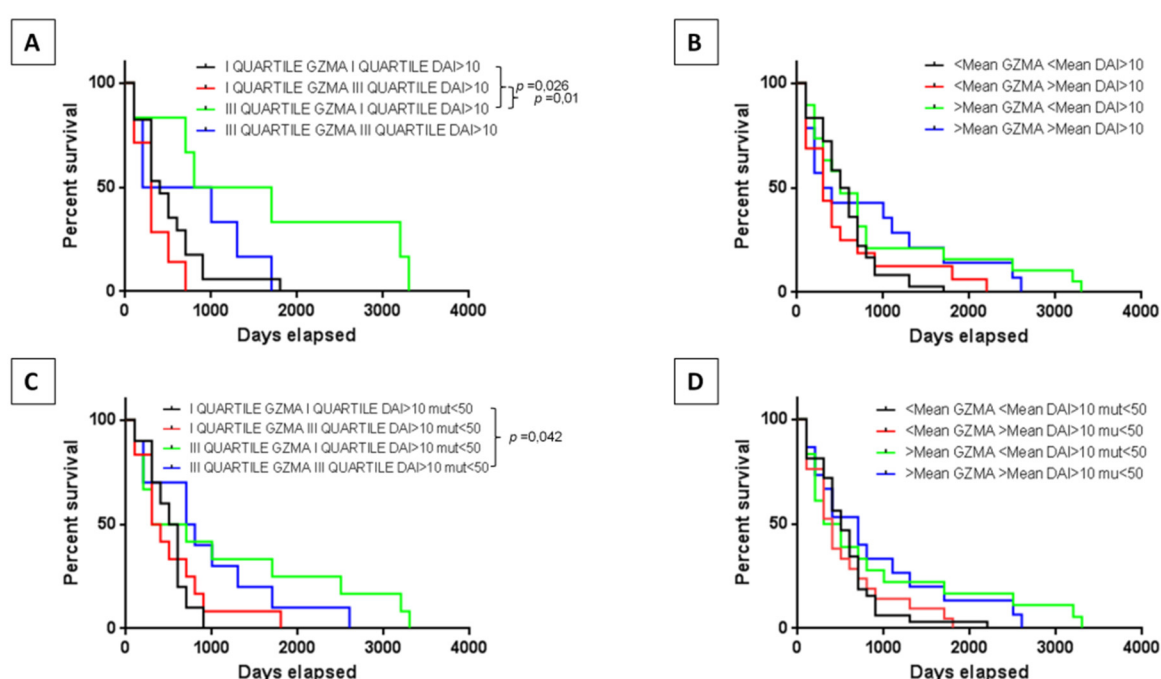 A
I QUARTILE GZMA I QUARTILE DAI>10
I QUARTILE GZMA III QUARTILE DAI>10
III QUARTILE GZMA I QUARTILE DAI>10
III QUARTILE GZMA III QUARTILE DAI>10
p =0,026
p =0,01
Percent survival
100
50
0
0 1000 2000 3000 4000
Days elapsed
B
<Mean GZMA <Mean DAI>10
<Mean GZMA >Mean DAI>10
>Mean GZMA <Mean DAI>10
>Mean GZMA >Mean DAI>10
Percent survival
100
50
0
0 1000 2000 3000 4000
Days elapsed
C
I QUARTILE GZMA I QUARTILE DAI>10 mut<50
I QUARTILE GZMA III QUARTILE DAI>10 mut<50
III QUARTILE GZMA I QUARTILE DAI>10 mut<50
III QUARTILE GZMA III QUARTILE DAI>10 mut<50
p =0,042
Percent survival
100
50
0
0 1000 2000 3000 4000
Days elapsed
D
<Mean GZMA <Mean DAI>10 mut<50
<Mean GZMA >Mean DAI>10 mut<50
>Mean GZMA <Mean DAI>10 mu<50
>Mean GZMA >Mean DAI>10 mut<50
Percent survival
100
50
0
0 1000 2000 3000 4000
Days elapsed